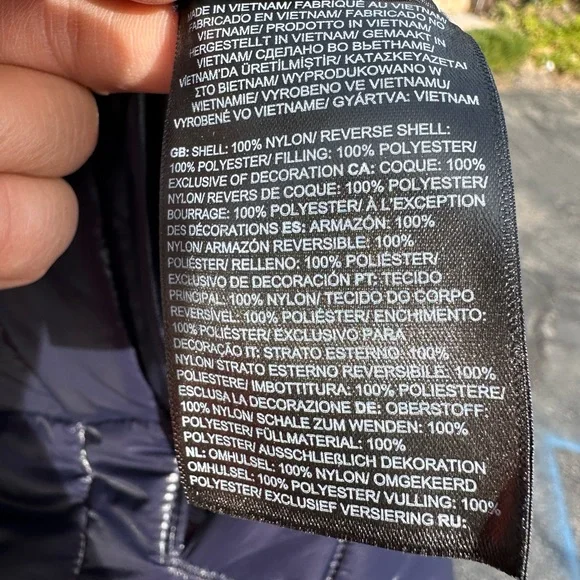 MADE IN VIETNAM/ FABRIQUÉ AU VIETNAM/
FABRICADO EN VIETNAM/ FABRICADO NO
VIETNAME/ PRODOTTO IN VIETNAM/
HERGESTELLT IN VIETNAM/ GEMAAKT IN
VIETNAM/ СДЕЛАНО ВО ВЬЕТНАМЕ/
VIETNAM'DA ÜRETİLMİŞTİR/ ΚΑΤΑΣΚΕΥΑΖΕΤΑΙ
ΣΤΟ ΒΙΕΤΝΑΜ/ WYPRODUKOWANO W
WIETNAMIE/ VYROBENO VE VIETNAMU/
VYROBENÉ VO VIETNAME/ GYÁRTVA: VIETNAM
GB: SHELL: 100% NYLON/ REVERSE SHELL:
100% POLYESTER/ FILLING: 100% POLYESTER/
EXCLUSIVE OF DECORATION CA: COQUE: 100%
NYLON/ REVERS DE COQUE: 100% POLYESTER/
BOURRAGE: 100% POLYESTER/ À L'EXCEPTION
DES DÉCORATIONS ES: ARMAZÓN: 100%
NYLON/ ARMAZÓN REVERSIBLE: 100%
POLIÉSTER/ RELLENO: 100% POLIÉSTER/
EXCLUSIVO DE DECORACIÓN PT: TECIDO
PRINCIPAL: 100% NYLON/ TECIDO DO CORPO
REVERSÍVEL: 100% POLIÉSTER/ ENCHIMENTO:
100% POLIÉSTER/ EXCLUSIVO PARA
DECORAÇÃO IT: STRATO ESTERNO: 100%
NYLON/ STRATO ESTERNO REVERSIBILE: 100%
POLIESTERE/ IMBOTTITURA: 100% POLIESTERE/
ESCLUSA LA DECORAZIONE DE: OBERSTOFF:
100% NYLON/ SCHALE ZUM WENDEN: 100%
POLYESTER/ FÜLLMATERIAL: 100%
POLYESTER/ AUSSCHLIEßLICH DEKORATION
NL: OMHULSEL: 100% NYLON/ OMGEKEERD
OMHULSEL: 100% POLYESTER/ VULLING: 100%
POLYESTER/ EXCLUSIEF VERSIERING RU: